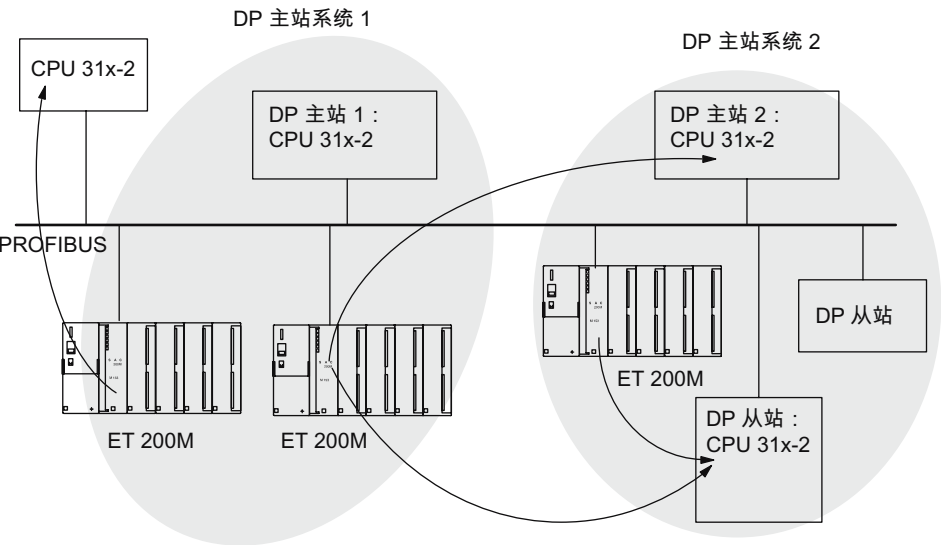 DP 主站系统 1
DP 主站系统 2
CPU 31x-2
DP 主站 1：
CPU 31x-2
DP 主站 2：
CPU 31x-2
PROFIBUS
DP 从站
ET 200M
ET 200M
ET 200M
DP 从站：
CPU 31x-2